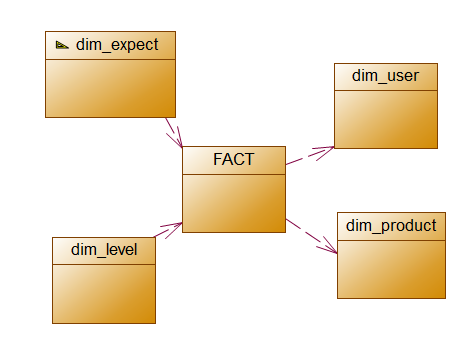 dim_expect
dim_user
FACT
dim_product
dim_level